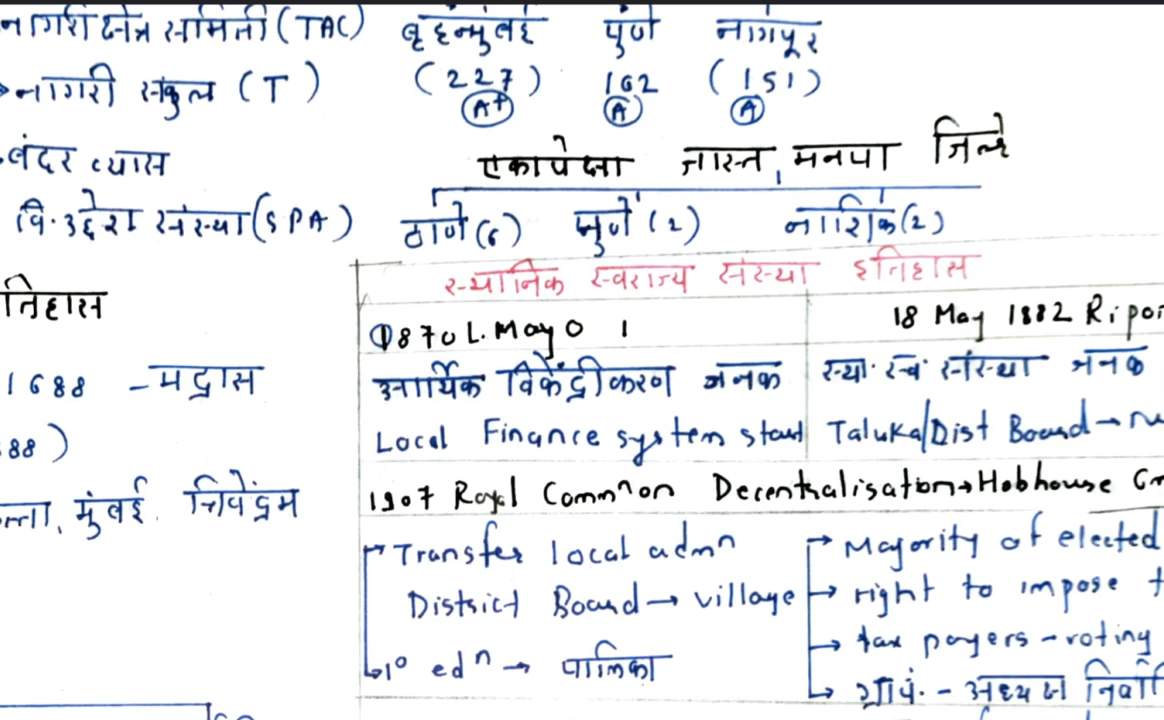 नागरी क्षेत्र समिती (TAC) बृहन्मुंबई पुणे नागपूर
नागरी संकुल (T) (227) 162 (151)
A+ A A
बंदर न्यास
एकापेक्षा जास्त मनपा जिल्हे
वि. उद्देश संस्था (SPA) ठाणे (6) पुणे (2) नाशिक (2)
स्थानिक स्वराज्य संस्था इतिहास
तिहास
1870 L. Mayo 18 May 1882 Ripo
1688 - मद्रास
आर्थिक विकेंद्रीकरण जनक स्था. स्व संस्था जनक
88)
Local Finance system start Taluka/Dist Board →
मुंबई. त्रिवेंद्रम
1907 Royal Commnon Decentralisation → Hobhouse
Transfer local admn
District Board → village
1° edn → पालिका
Majority of elected
right to impose
tax payers - voting
ग्रापं. - अध्यक्ष